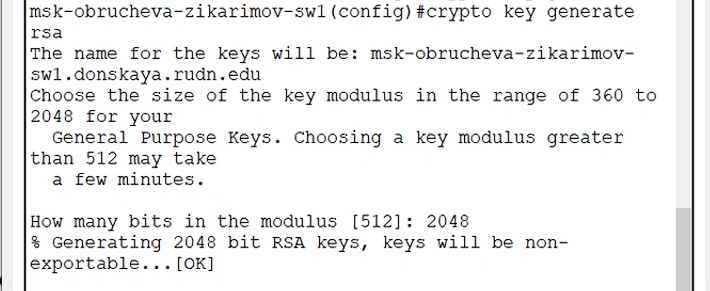 msk-obrucheva-zikarimov-sw1(config)#crypto key generate
rsa
The name for the keys will be: msk-obrucheva-zikarimov-
sw1.donskaya.rudn.edu
Choose the size of the key modulus in the range of 360 to
2048 for your
  General Purpose Keys. Choosing a key modulus greater
than 512 may take
  a few minutes.

How many bits in the modulus [512]: 2048
% Generating 2048 bit RSA keys, keys will be non-
exportable...[OK]